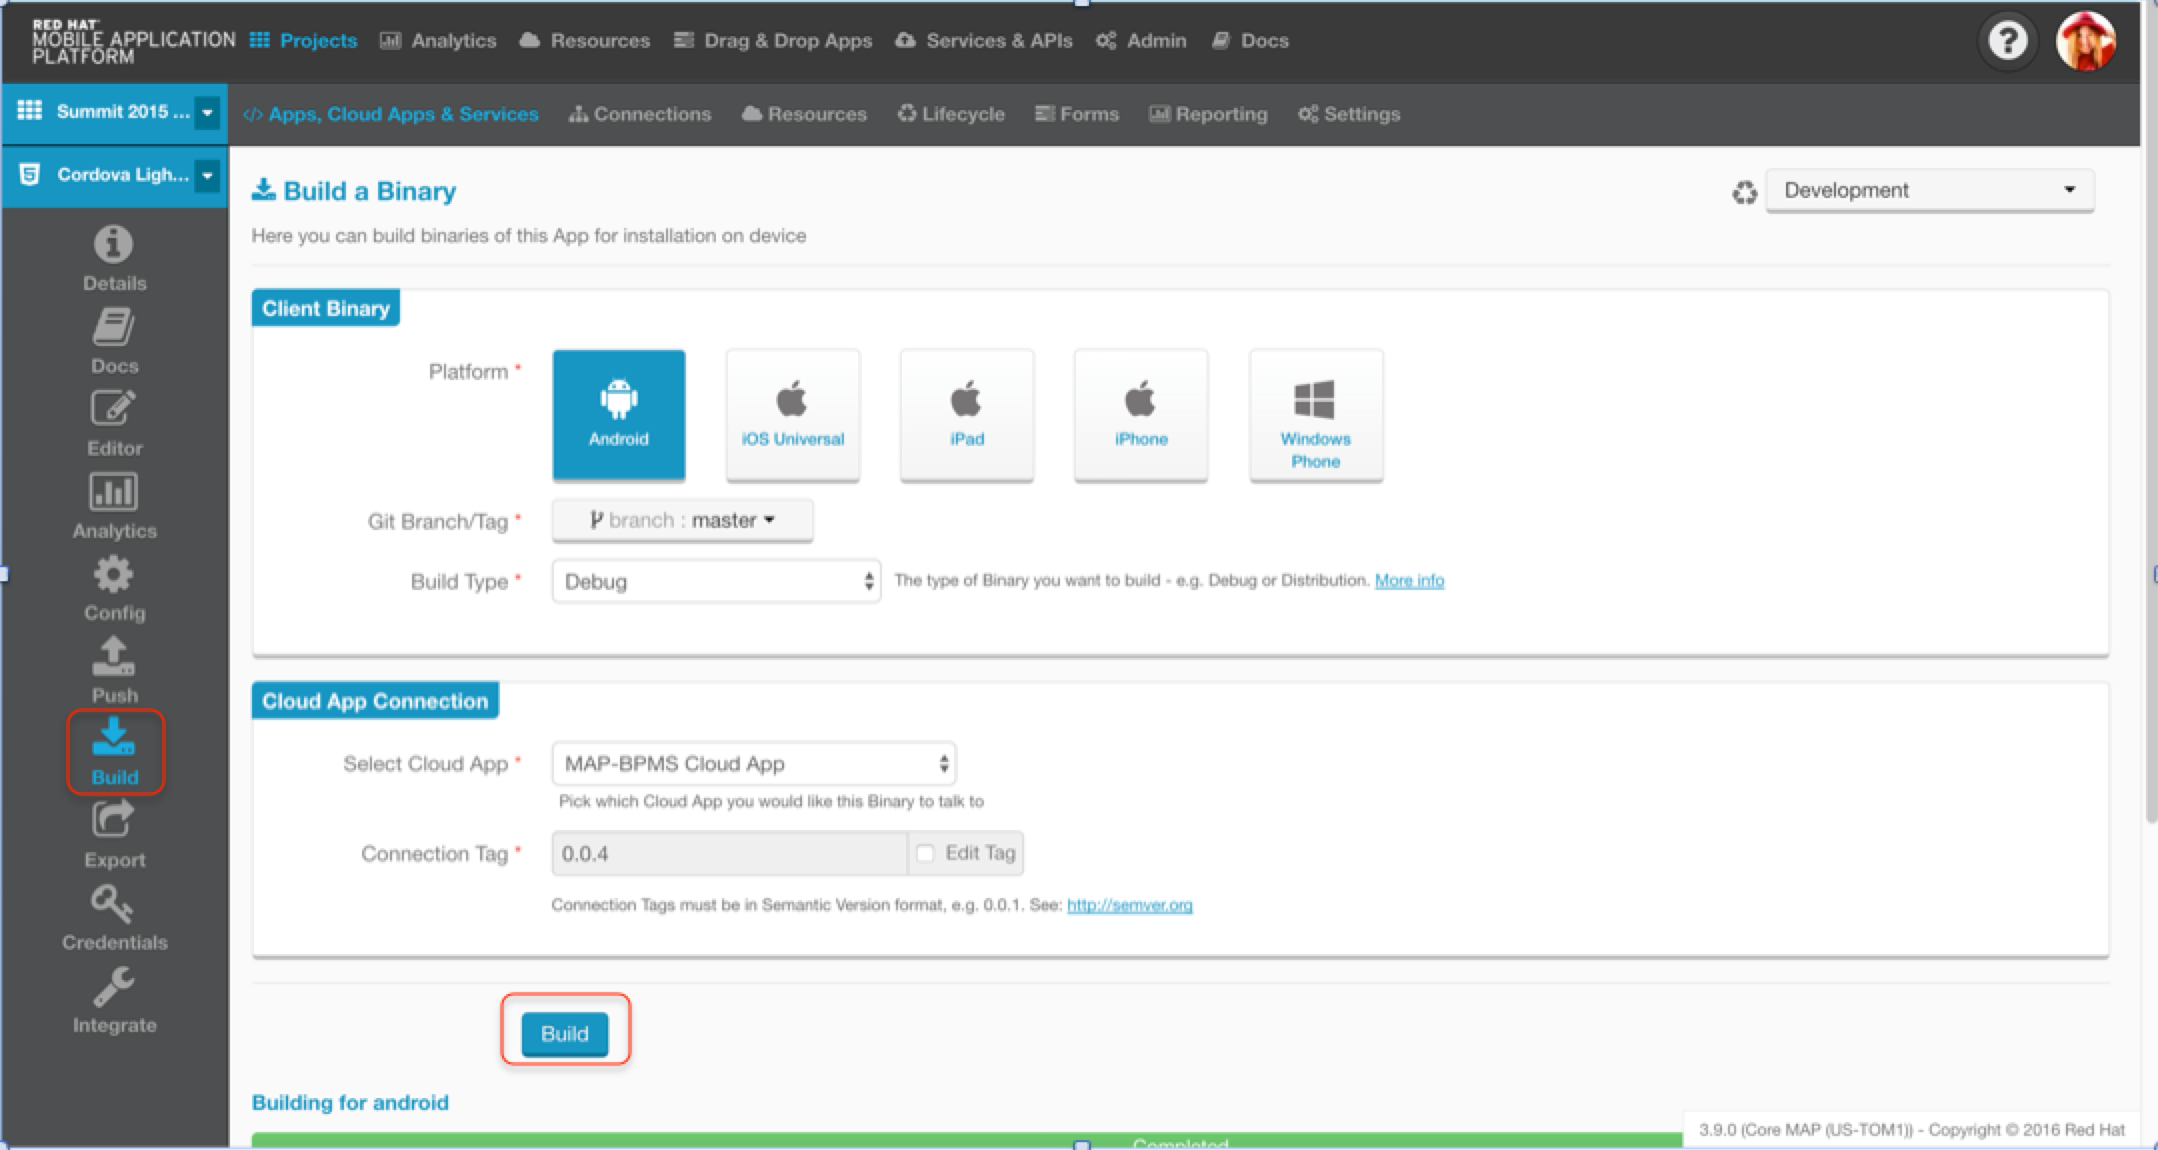 RED HAT
MOBILE APPLICATION
PLATFORM
Projects Analytics Resources Drag & Drop Apps Services & APIs Admin Docs
?
Summit 2015 ...
</> Apps, Cloud Apps & Services Connections Resources Lifecycle Forms Reporting Settings
Cordova Ligh...
Build a Binary
Development
Here you can build binaries of this App for installation on device
Details
Docs
Editor
Analytics
Config
Push
Build
Export
Credentials
Integrate
Client Binary
Platform *
Android
iOS Universal
iPad
iPhone
Windows
Phone
Git Branch/Tag *
branch : master
Build Type *
Debug
The type of Binary you want to build - e.g. Debug or Distribution. More info
Cloud App Connection
Select Cloud App *
MAP-BPMS Cloud App
Pick which Cloud App you would like this Binary to talk to
Connection Tag *
0.0.4
Edit Tag
Connection Tags must be in Semantic Version format, e.g. 0.0.1. See: http://semver.org
Build
Building for android
Completed
3.9.0 (Core MAP (US-TOM1)) - Copyright © 2016 Red Hat